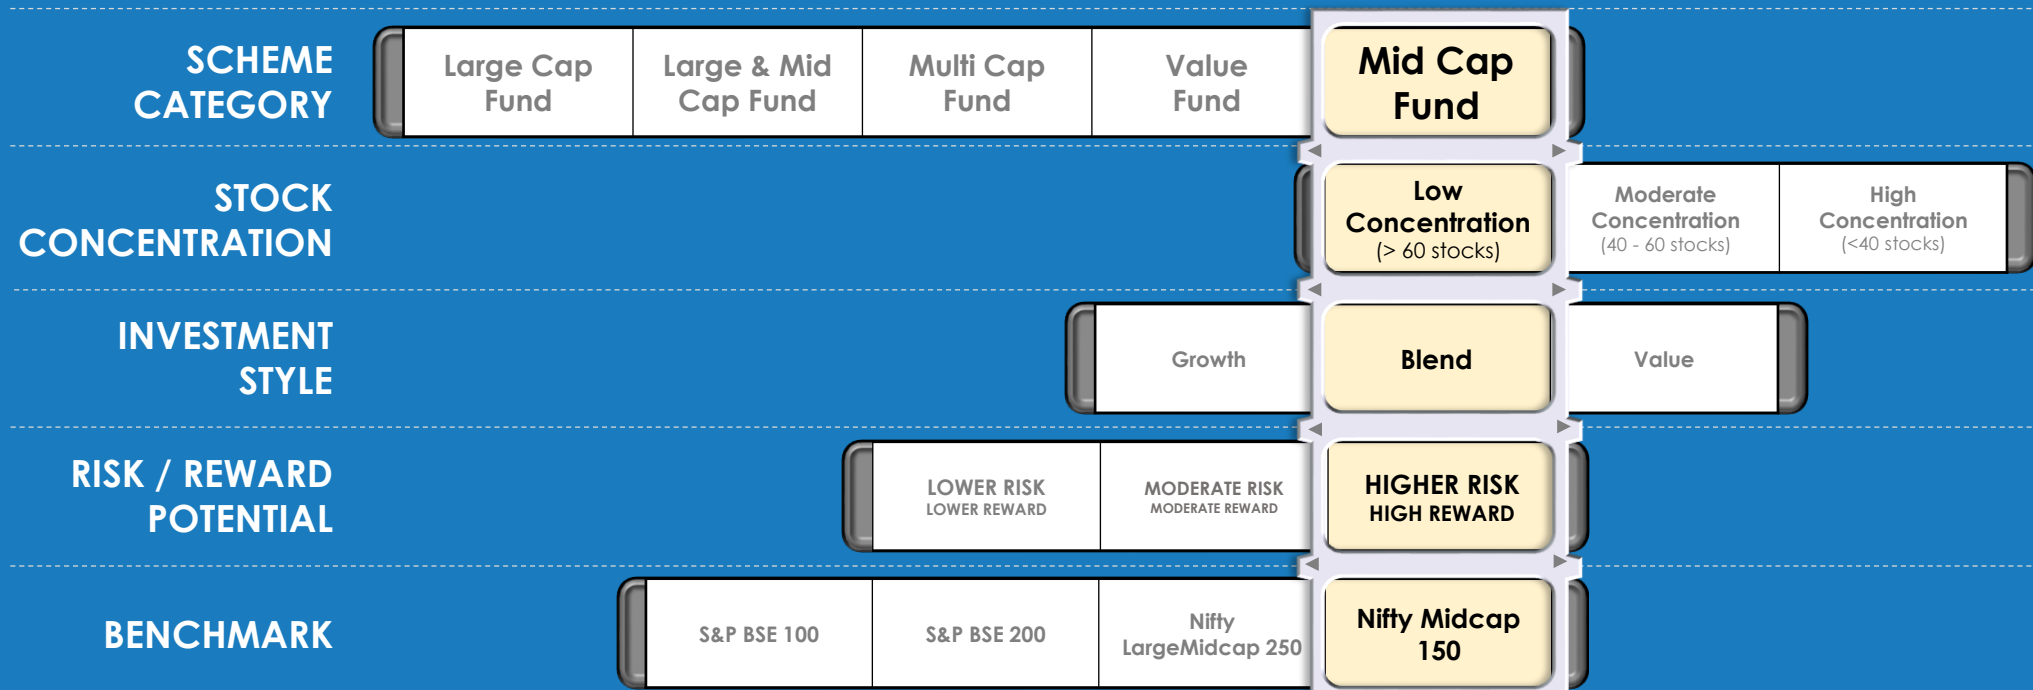 SCHEME
CATEGORY
Large Cap
Fund
Large & Mid
Cap Fund
Multi Cap
Fund
Value
Fund
Mid Cap
Fund
STOCK
CONCENTRATION
Low
Concentration
(> 60 stocks)
Moderate
Concentration
(40 - 60 stocks)
High
Concentration
(<40 stocks)
INVESTMENT
STYLE
Growth
Blend
Value
RISK / REWARD
POTENTIAL
LOWER RISK
LOWER REWARD
MODERATE RISK
MODERATE REWARD
HIGHER RISK
HIGH REWARD
BENCHMARK
S&P BSE 100
S&P BSE 200
Nifty
LargeMidcap 250
Nifty Midcap
150